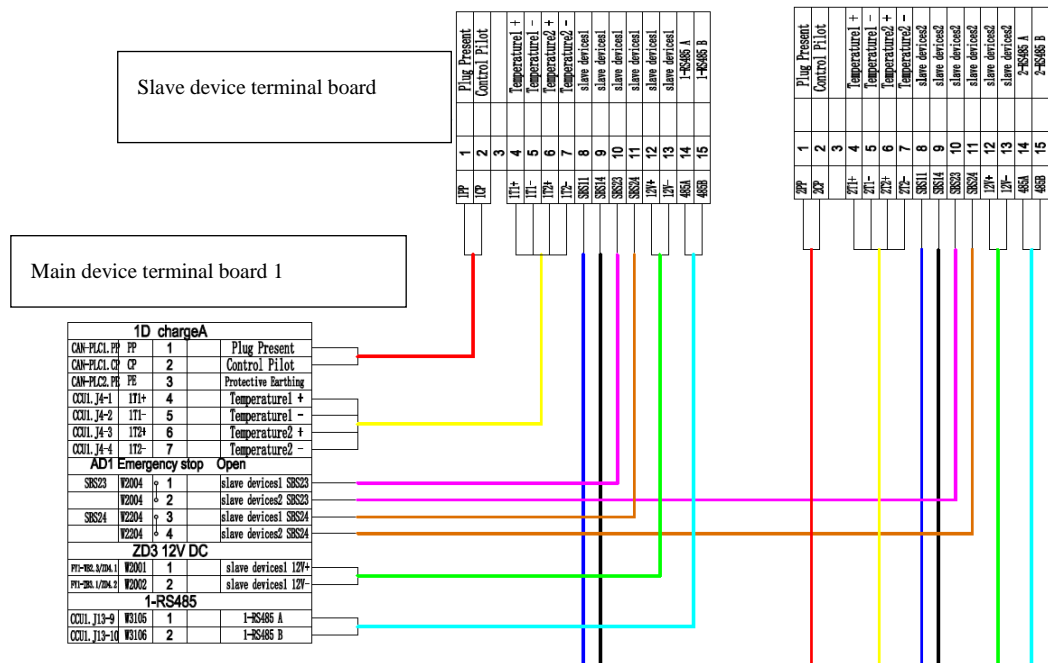 Slave device terminal board
Plug Present
Control Pilot
Temperature1 +
Temperature1 -
Temperature2 +
Temperature2 -
slave devices1
slave devices1
slave devices1
slave devices1
slave devices1
slave devices1
1-RS485 A
1-RS485 B
1 2 3 4 5 6 7 8 9 10 11 12 13 14 15
1PP
1CP
1T1+
1T1-
1T2+
1T2-
SBS11
SBS14
SBS23
SBS24
12V+
12V-
485A
485B
Plug Present
Control Pilot
Temperature1 +
Temperature1 -
Temperature2 +
Temperature2 -
slave devices2
slave devices2
slave devices2
slave devices2
slave devices2
slave devices2
2-RS485 A
2-RS485 B
1 2 3 4 5 6 7 8 9 10 11 12 13 14 15
2PP
2CP
2T1+
2T1-
2T2+
2T2-
SBS11
SBS14
SBS23
SBS24
12V+
12V-
485A
485B
Main device terminal board 1
1D chargeA
CAN-PLC1.PP PP 1 Plug Present
CAN-PLC1.CP CP 2 Control Pilot
CAN-PLC2.PE PE 3 Protective Earthing
CCU1.J4-1 1T1+ 4 Temperature1 +
CCU1.J4-2 1T1- 5 Temperature1 -
CCU1.J4-3 1T2+ 6 Temperature2 +
CCU1.J4-4 1T2- 7 Temperature2 -
AD1 Emergency stop Open
SBS23 W2004 1 slave devices1 SBS23
W2004 2 slave devices2 SBS23
SBS24 W2204 3 slave devices1 SBS24
W2204 4 slave devices2 SBS24
ZD3 12V DC
W2001 1 slave devices1 12V+
W2002 2 slave devices1 12V-
1-RS485
CCU1.J13-9 W3105 1 1-RS485 A
CCU1.J13-10 W3106 2 1-RS485 B